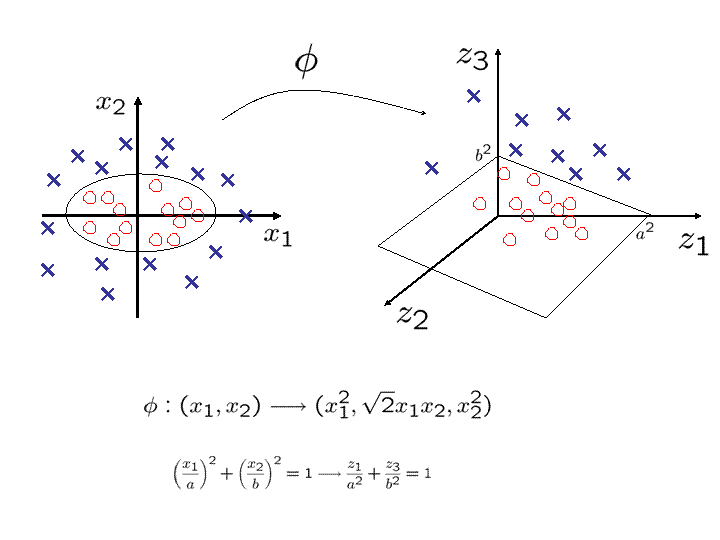 ϕ
x₂
x₁
z₃
b²
a²
z₁
z₂
ϕ : (x₁, x₂) ⟶ (x₁², √2x₁x₂, x₂²)
(x₁/a)² + (x₂/b)² = 1 ⟶ z₁/a² + z₃/b² = 1